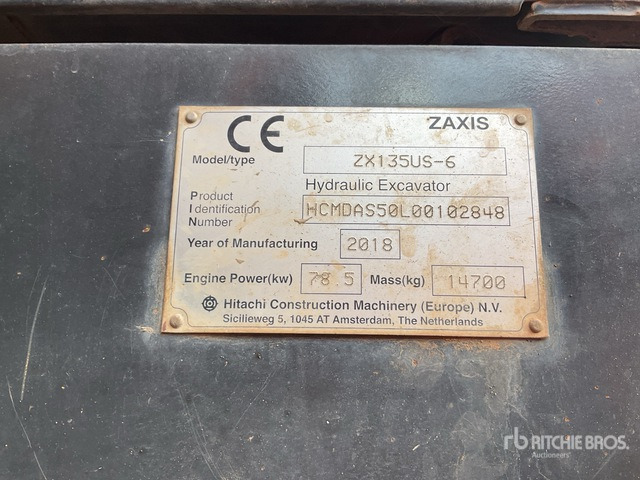 CE
ZAXIS
Model/type ZX135US-6
Hydraulic Excavator
Product
Identification HCMDAS50L00102848
Number
Year of Manufacturing 2018
Engine Power(kw) 78.5 Mass(kg) 14700
Hitachi Construction Machinery (Europe) N.V.
Sicilieweg 5, 1045 AT Amsterdam, The Netherlands
rb RITCHIE BROS.
Auctioneers